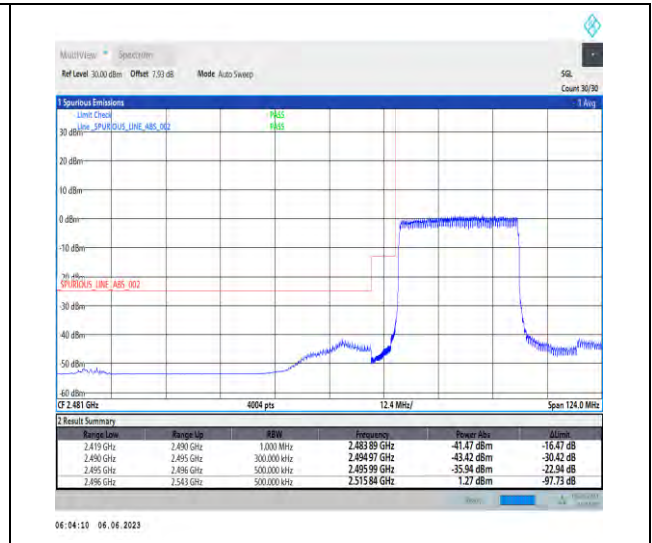 MultiView Spectrum
Ref Level 30.00 dBm Offset 7.93 dB Mode Auto Sweep SGL
Count 30/30
1 Spurious Emissions 1 Avg
Limit Check PASS
Line _SPURIOUS_LINE_ABS_002 PASS
30 dBm
20 dBm
10 dBm
0 dBm
-10 dBm
-20 dBm
SPURIOUS_LINE_ABS_002
-30 dBm
-40 dBm
-50 dBm
-60 dBm
CF 2.481 GHz 4004 pts 12.4 MHz/ Span 124.0 MHz
2 Result Summary
Range Low Range Up RBW Frequency Power Abs ΔLimit
2.419 GHz 2.490 GHz 1.000 MHz 2.483 89 GHz -41.47 dBm -16.47 dB
2.490 GHz 2.495 GHz 300.000 kHz 2.494 97 GHz -43.42 dBm -30.42 dB
2.495 GHz 2.496 GHz 500.000 kHz 2.495 99 GHz -35.94 dBm -22.94 dB
2.496 GHz 2.543 GHz 500.000 kHz 2.515 84 GHz 1.27 dBm -97.73 dB
06:04:10 06.06.2023